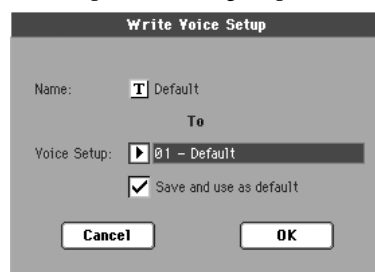 Write Voice Setup
Name: T Default
To
Voice Setup: 01 - Default
Save and use as default
Cancel OK